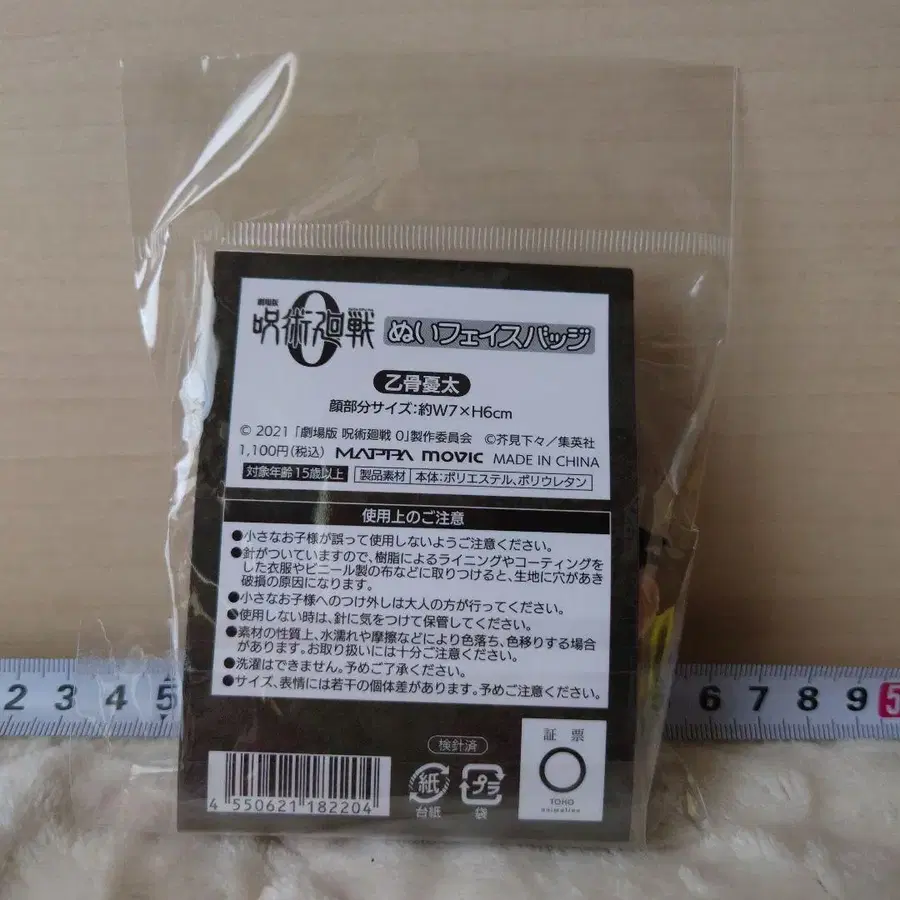 劇場版
呪術廻戦 0 ぬいフェイスバッジ
乙骨憂太
顔部分サイズ:約W7×H6cm
© 2021「劇場版 呪術廻戦 0」製作委員会 ©芥見下々／集英社
1,100円(税込) MAPPA movic MADE IN CHINA
対象年齢15歳以上 製品素材 本体:ポリエステル、ポリウレタン
使用上のご注意
●小さなお子様が誤って使用しないようご注意ください。
●針がついていますので、樹脂によるライニングやコーティングを
した衣服やビニール製の布などに取りつけると、生地に穴があき
破損の原因になります。
●小さなお子様へのつけ外しは大人の方が行ってください。
●使用しない時は、針に気をつけて保管してください。
●素材の性質上、水濡れや摩擦などにより色落ち、色移りする場合
があります。お取り扱いには十分ご注意ください。
●洗濯はできません。予めご了承ください。
●サイズ、表情には若干の個体差があります。予めご注意ください。
2 3 4 5 6 7 8 9 5
検針済
証票
紙 プラ
台紙 袋
TOHO
animation
4 550621 182204